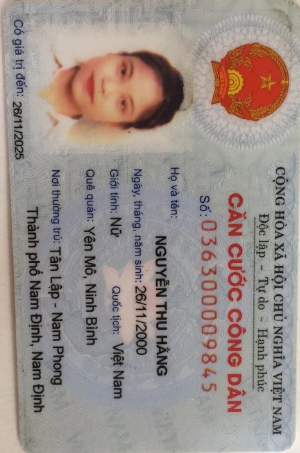 CỘNG HÒA XÃ HỘI CHỦ NGHĨA VIỆT NAM
Độc lập - Tự do - Hạnh phúc
CĂN CƯỚC CÔNG DÂN
Số: 036300009845
Họ và tên:
NGUYỄN THU HẰNG
Ngày, tháng, năm sinh: 26/11/2000
Giới tính: Nữ Quốc tịch: Việt Nam
Quê quán: Yên Mô, Ninh Bình
Nơi thường trú: Tân Lập - Nam Phong
Thành phố Nam Định, Nam Định
Có giá trị đến: 26/11/2025